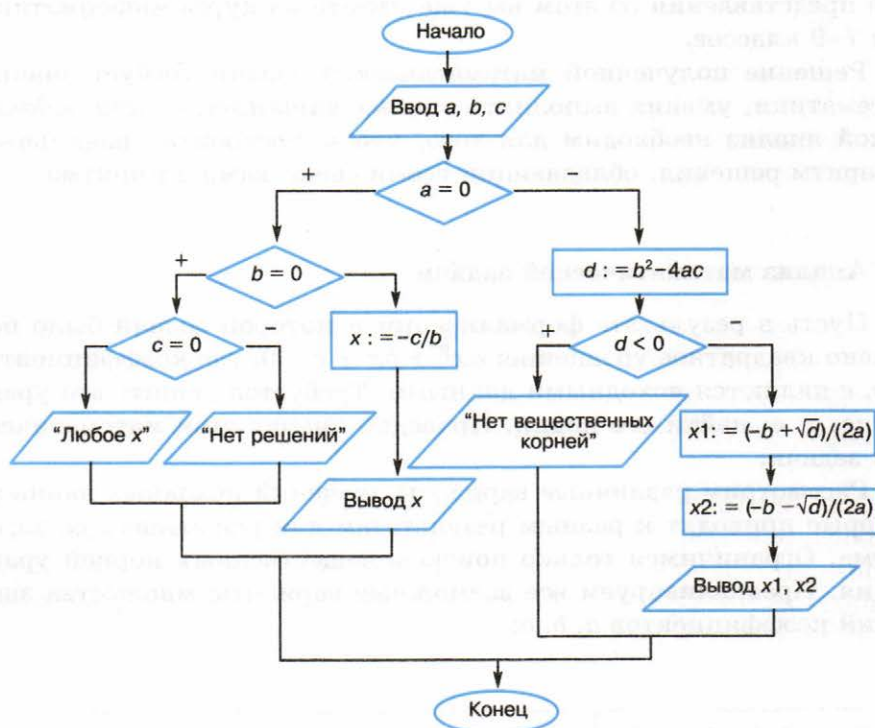 Начало
Ввод a, b, c
+
a = 0
−
+
b = 0
−
d := b² − 4ac
c = 0
−
x := −c/b
+
d < 0
−
"Любое x"
"Нет решений"
"Нет вещественных
корней"
x1: = (−b + √d)/(2a)
Вывод x
x2: = (−b − √d)/(2a)
Вывод x1, x2
Конец